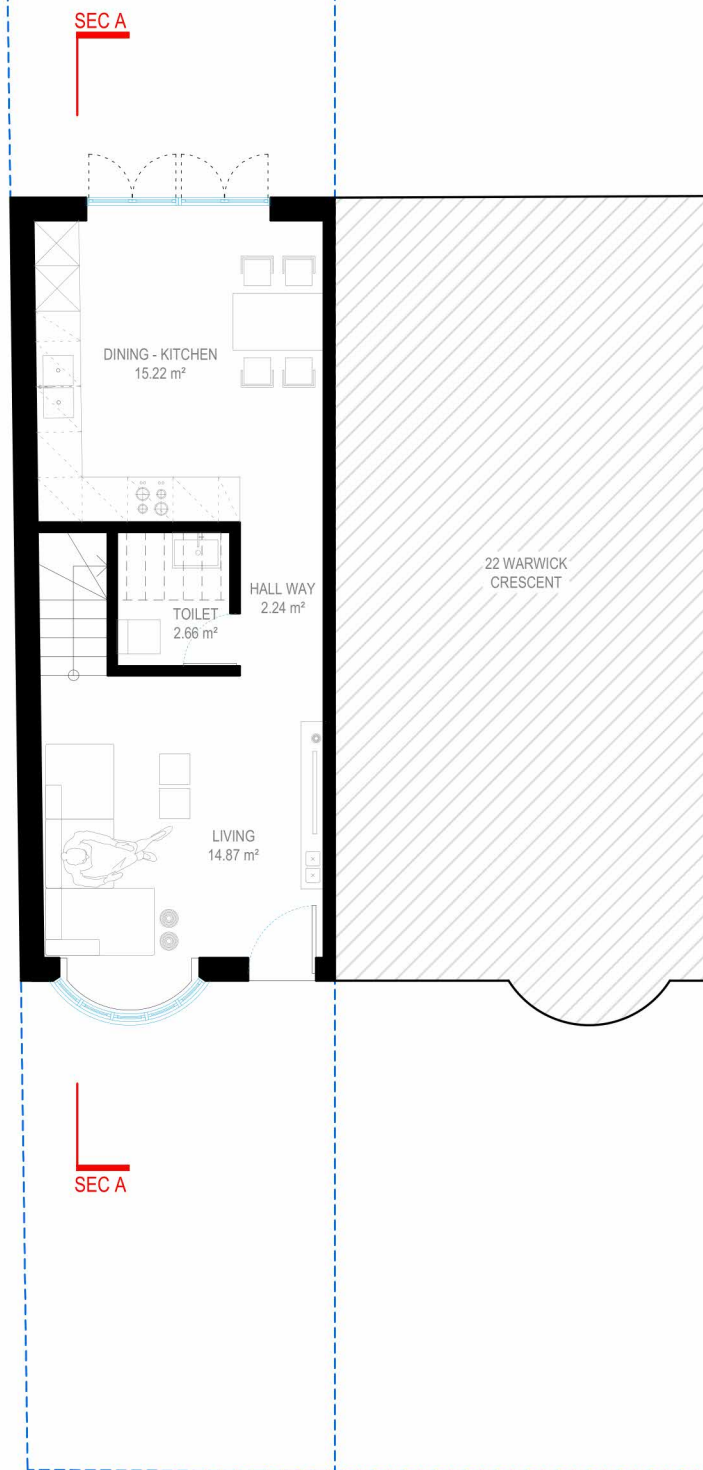 SEC A
DINING - KITCHEN
15.22 m²
22 WARWICK
CRESCENT
HALL WAY
2.24 m²
TOILET
2.66 m²
LIVING
14.87 m²
SEC A